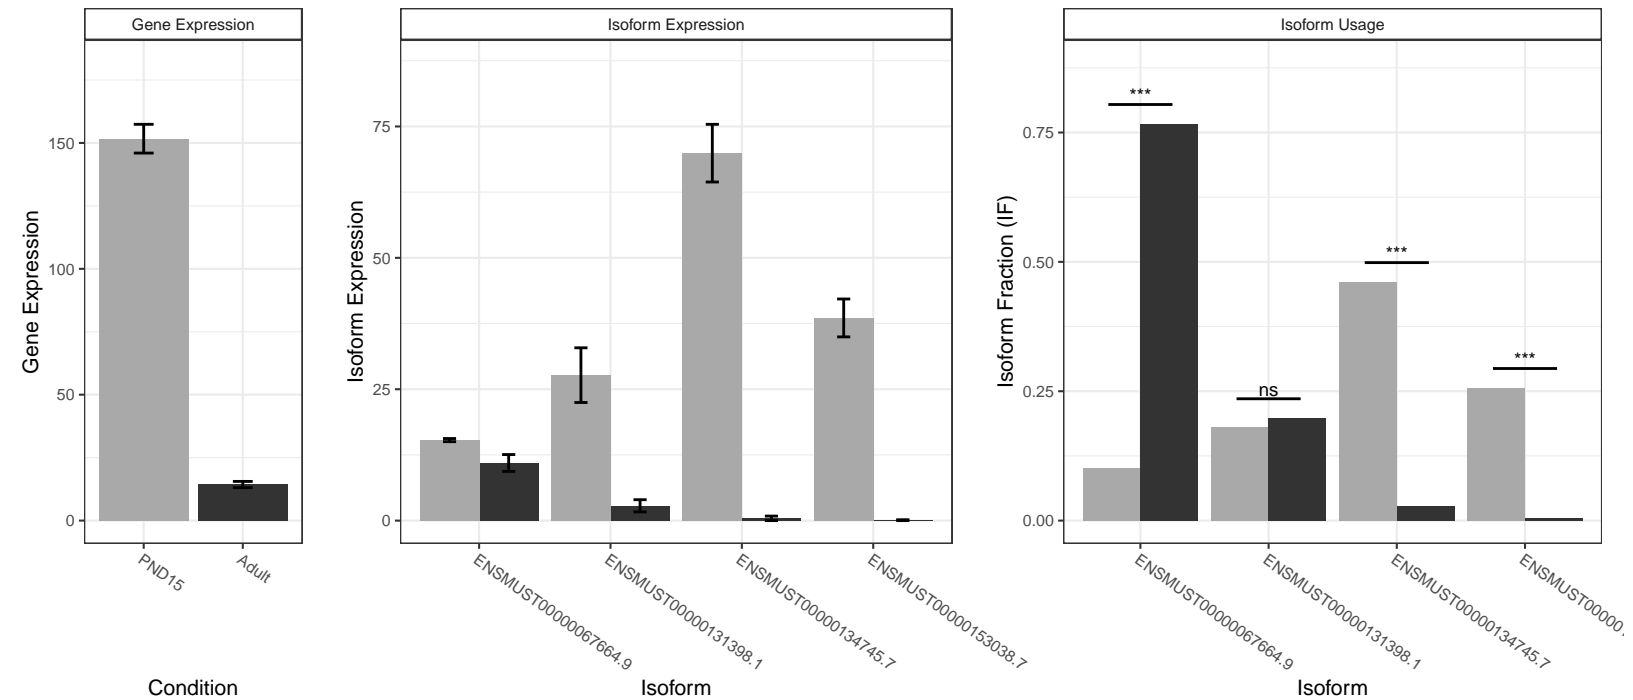 Gene Expression
Isoform Expression
Isoform Usage
Gene Expression
150
100
50
0
PND15
Adult
Condition
Isoform Expression
75
50
25
0
ENSMUST00000067664.9
ENSMUST00000131398.1
ENSMUST00000134745.7
ENSMUST00000153038.7
Isoform
Isoform Fraction (IF)
0.75
0.50
0.25
0.00
***
ns
***
***
ENSMUST00000067664.9
ENSMUST00000131398.1
ENSMUST00000134745.7
ENSMUST00000
Isoform